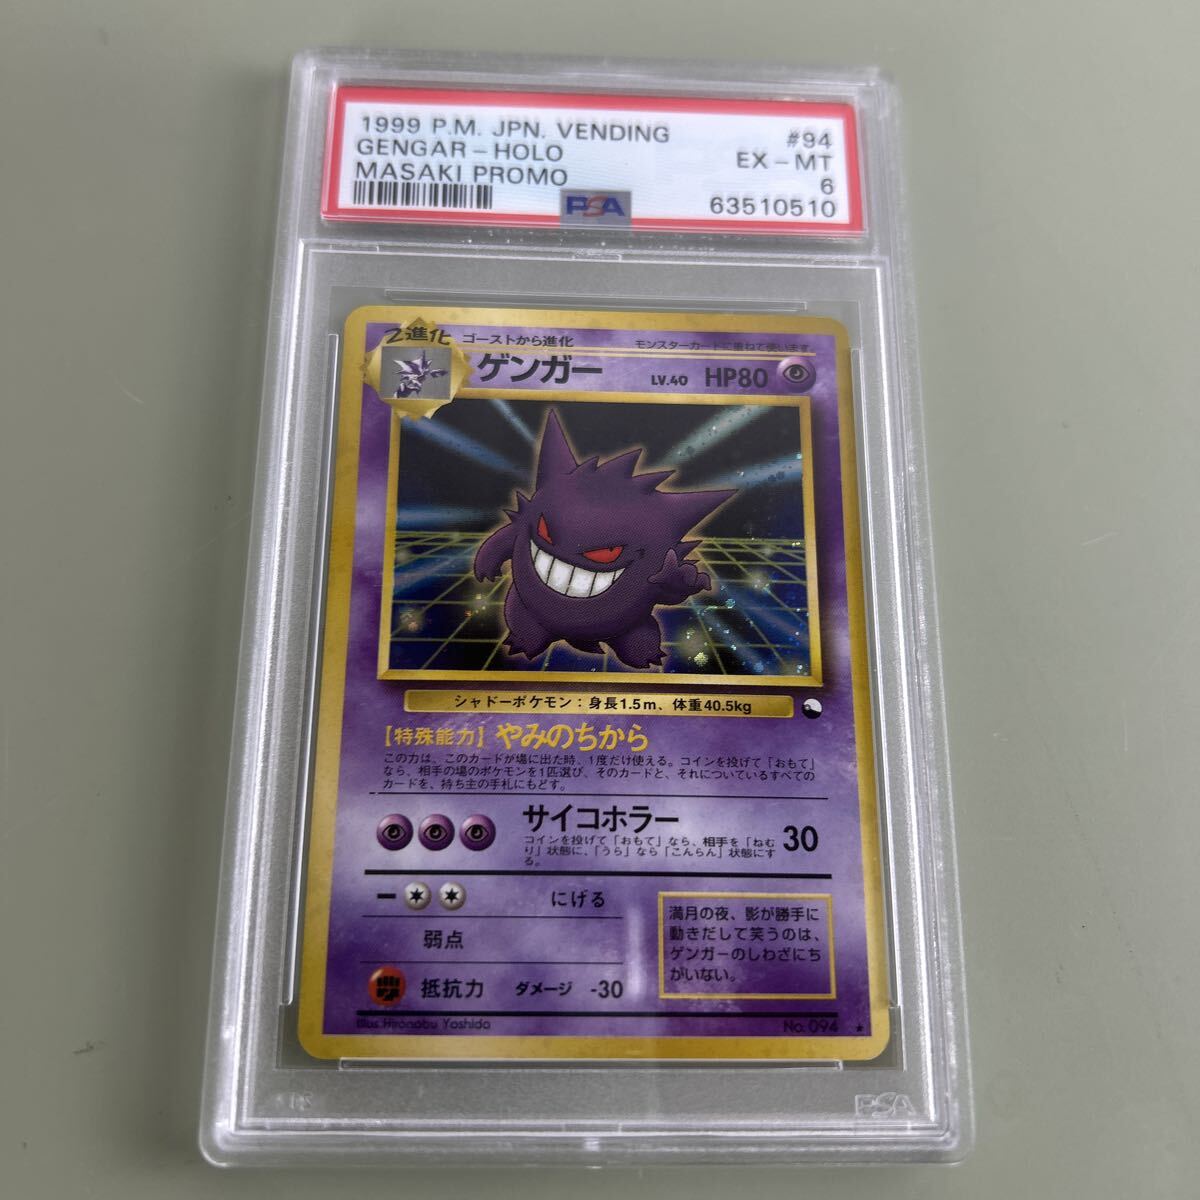 1999 P.M. JPN. VENDING
GENGAR-HOLO
MASAKI PROMO
#94
EX-MT
6
63510510
PSA
2進化
ゴーストから進化
モンスターカードに重ねて使います。
ゲンガー
LV.40 HP80
シャドーポケモン：身長1.5m、体重40.5kg
【特殊能力】やみのちから
この力は、このカードが場に出た時、1度だけ使える。コインを投げて「おもて」
なら、相手の場のポケモンを1匹選び、そのカードと、それについているすべての
カードを、持ち主の手札にもどす。
サイコホラー
30
コインを投げて「おもて」なら、相手を「ねむ
り」状態に、「うら」なら「こんらん」状態にす
る。
にげる
弱点
抵抗力 ダメージ -30
満月の夜、影が勝手に
動きだして笑うのは、
ゲンガーのしわざにち
がいない。
Illus.Hironobu Yoshida
No.094 ★
PSA